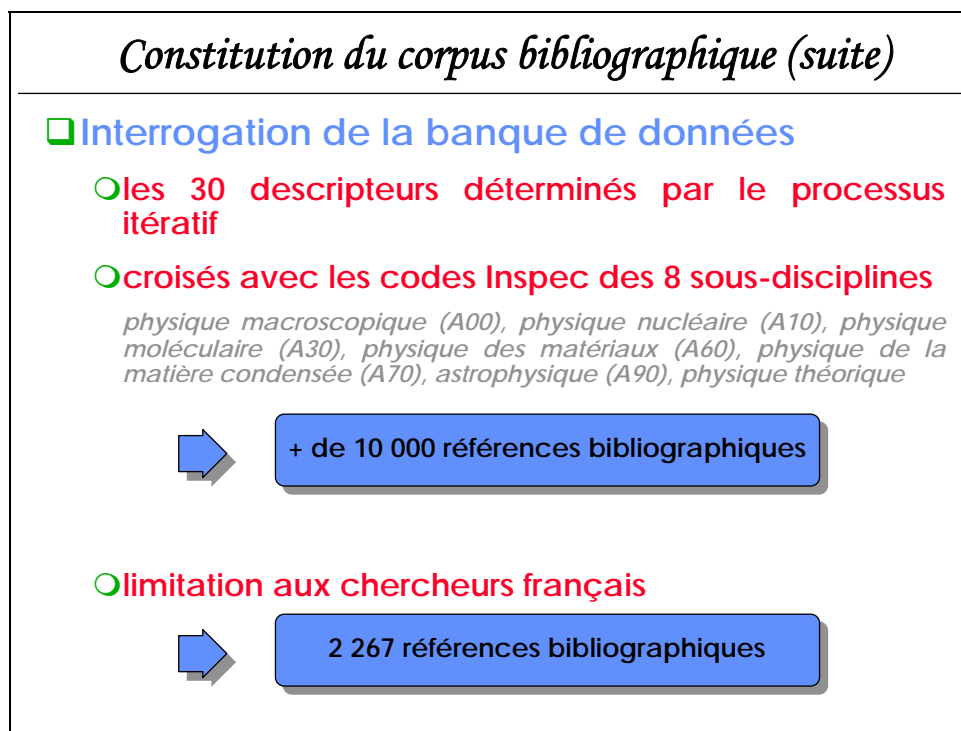 Constitution du corpus bibliographique (suite)
Interrogation de la banque de données
les 30 descripteurs déterminés par le processus
itératif
croisés avec les codes Inspec des 8 sous-disciplines
physique macroscopique (A00), physique nucléaire (A10), physique
moléculaire (A30), physique des matériaux (A60), physique de la
matière condensée (A70), astrophysique (A90), physique théorique
+ de 10 000 références bibliographiques
limitation aux chercheurs français
2 267 références bibliographiques